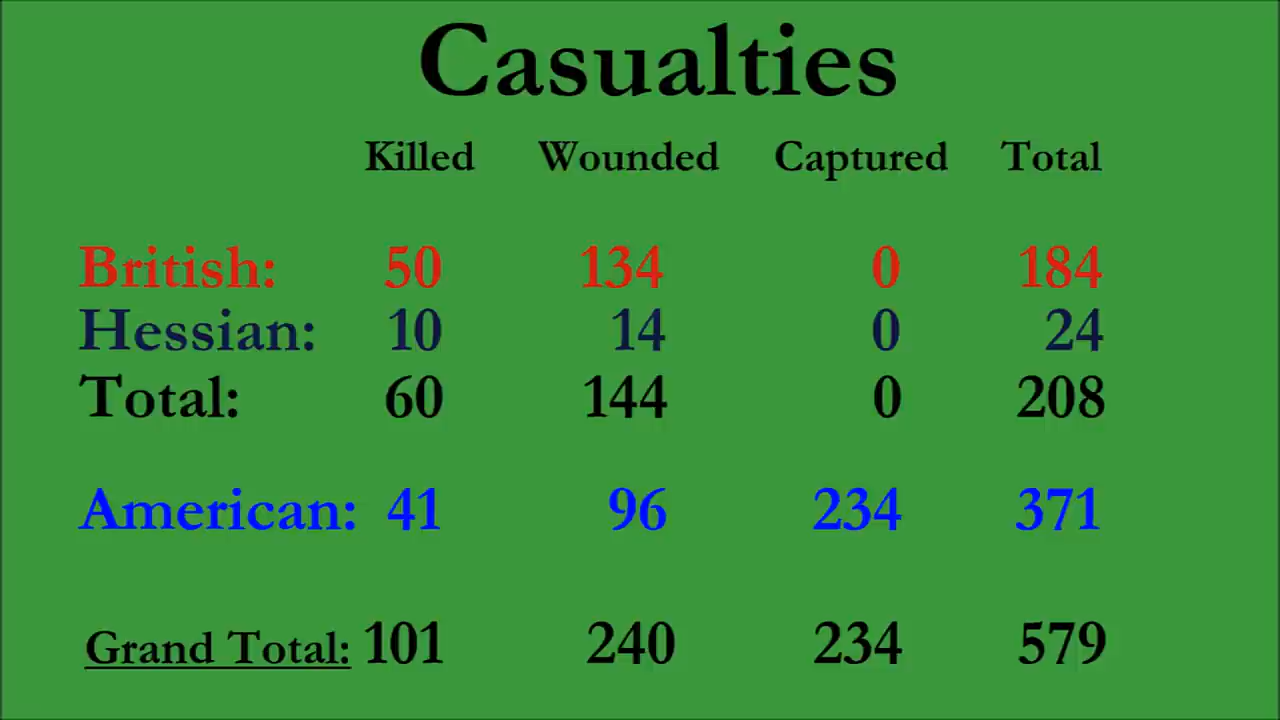 Casualties
Killed Wounded Captured Total
British: 50 134 0 184
Hessian: 10 14 0 24
Total: 60 144 0 208
American: 41 96 234 371
Grand Total: 101 240 234 579